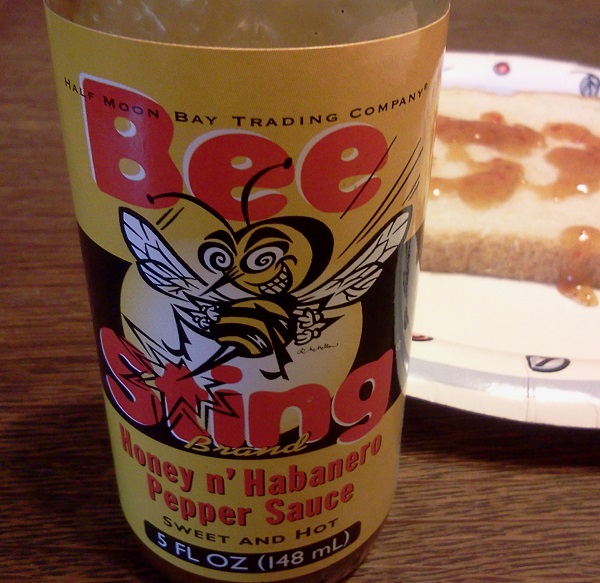 HALF MOON BAY TRADING COMPANY®
Bee
Sting
Brand
Honey n' Habanero
Pepper Sauce
SWEET AND HOT
5 FL OZ (148 mL)